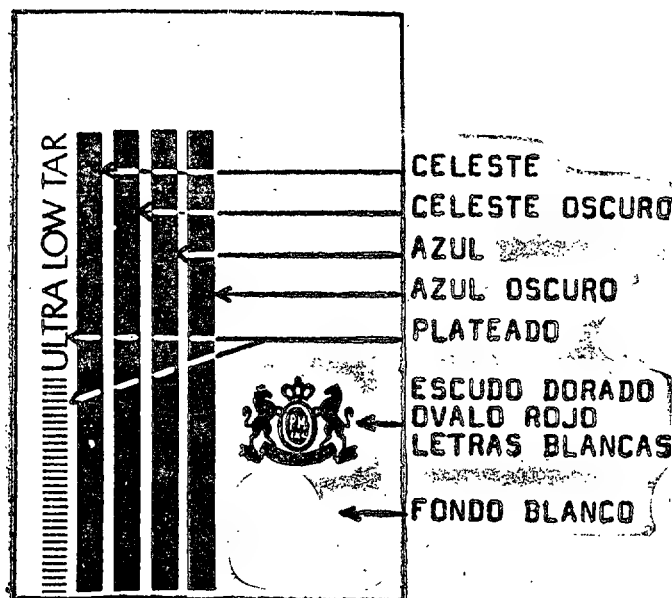 ULTRA LOW TAR
CELESTE
CELESTE OSCURO
AZUL
AZUL OSCURO
PLATEADO
ESCUDO DORADO
OVALO ROJO
LETRAS BLANCAS
FONDO BLANCO